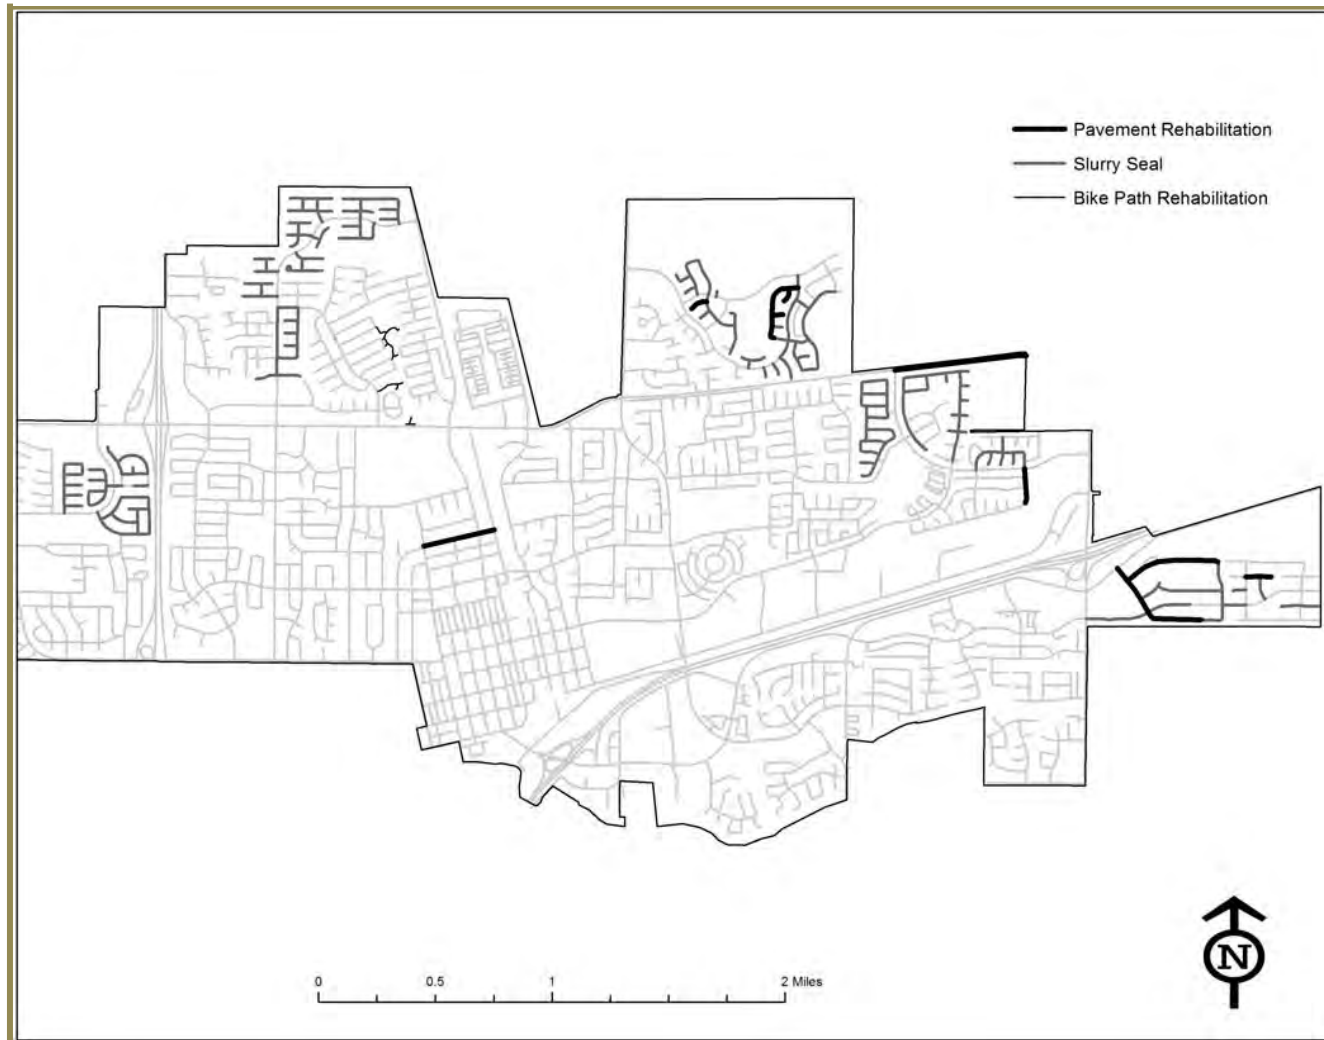 Pavement Rehabilitation
Slurry Seal
Bike Path Rehabilitation
0 0.5 1 2 Miles
N